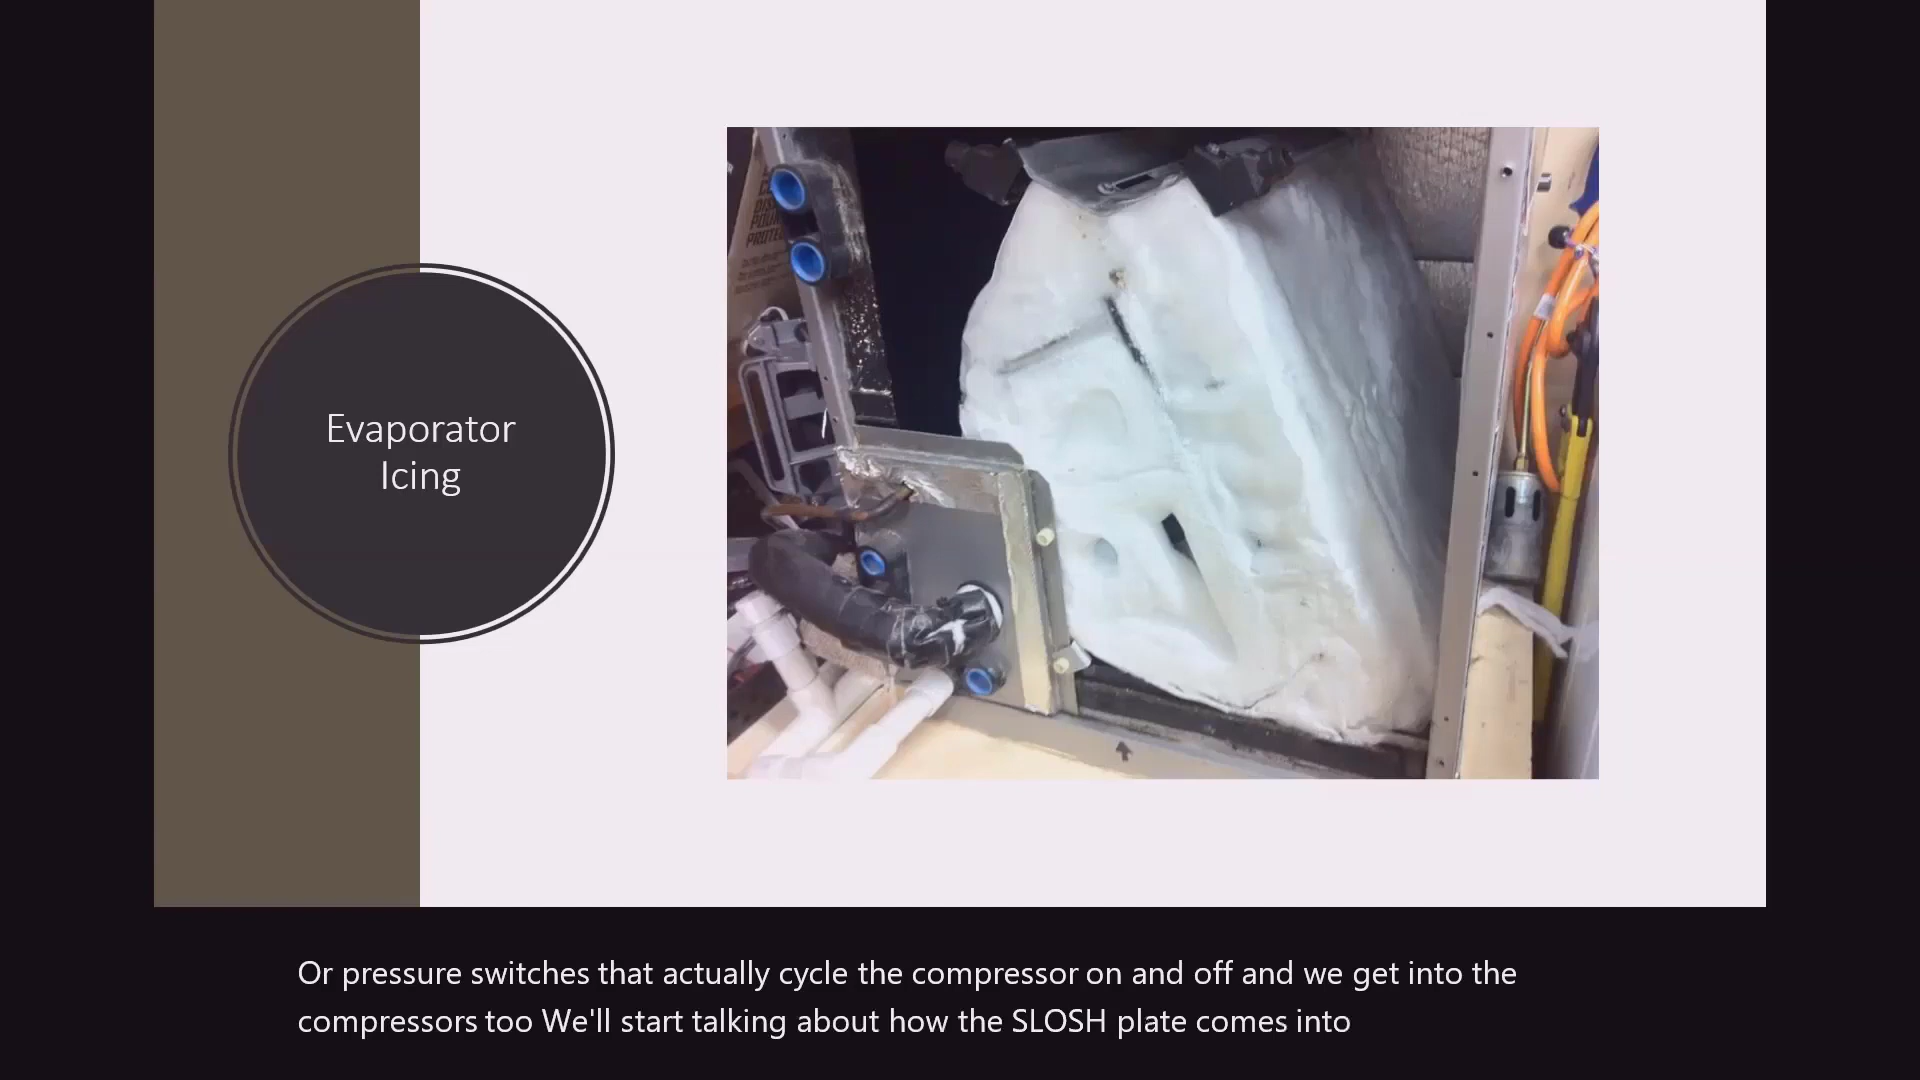 Evaporator
Icing
Or pressure switches that actually cycle the compressor on and off and we get into the
compressors too We'll start talking about how the SLOSH plate comes into